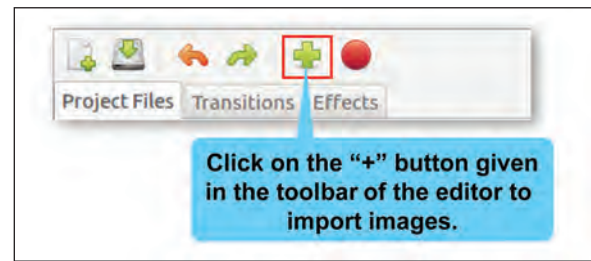 Project Files Transitions Effects
Click on the “+” button given
in the toolbar of the editor to
import images.